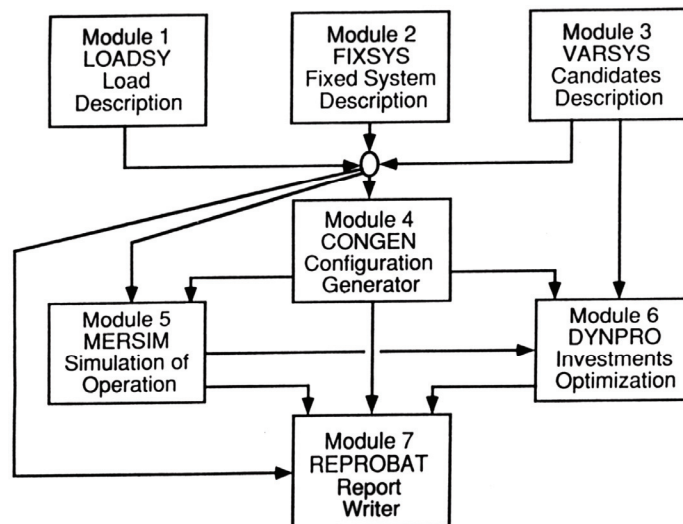 Module 1
LOADSY
Load
Description
Module 2
FIXSYS
Fixed System
Description
Module 3
VARSYS
Candidates
Description
Module 4
CONGEN
Configuration
Generator
Module 5
MERSIM
Simulation of
Operation
Module 6
DYNPRO
Investments
Optimization
Module 7
REPROBAT
Report
Writer